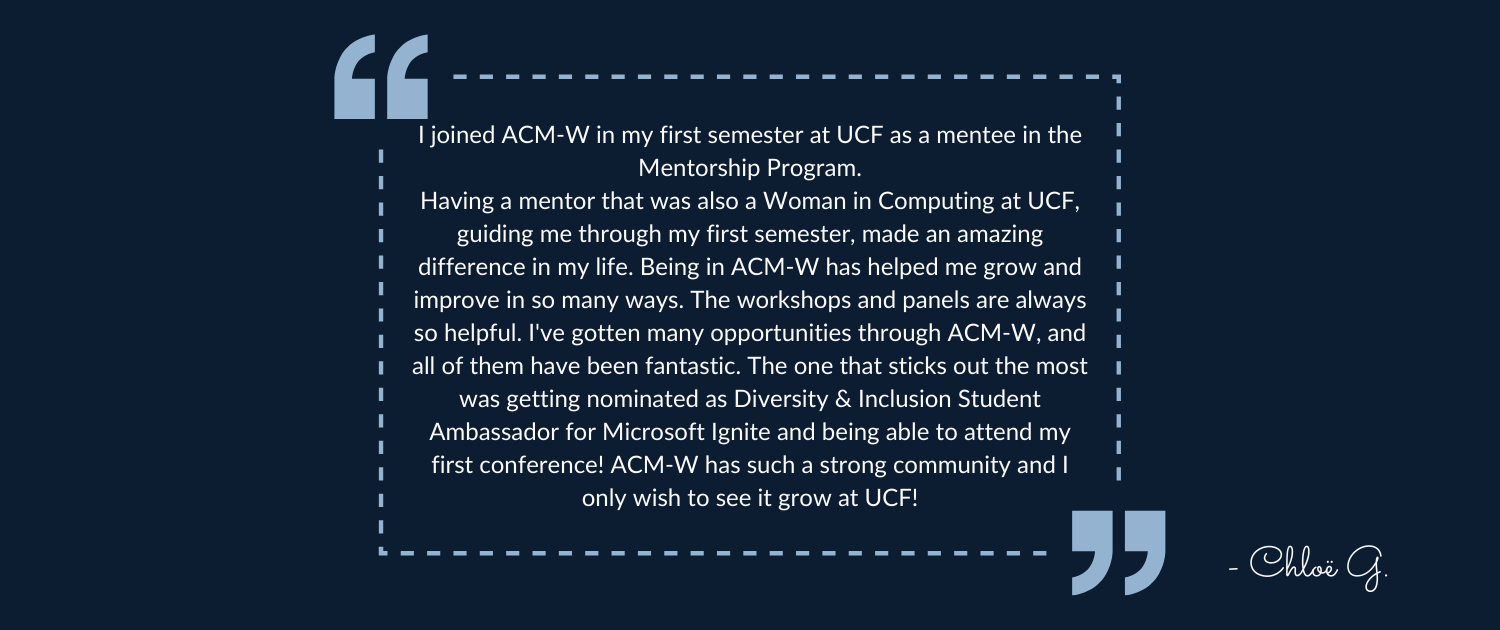 I joined ACM-W in my first semester at UCF as a mentee in the
Mentorship Program.
Having a mentor that was also a Woman in Computing at UCF,
guiding me through my first semester, made an amazing
difference in my life. Being in ACM-W has helped me grow and
improve in so many ways. The workshops and panels are always
so helpful. I've gotten many opportunities through ACM-W, and
all of them have been fantastic. The one that sticks out the most
was getting nominated as Diversity & Inclusion Student
Ambassador for Microsoft Ignite and being able to attend my
first conference! ACM-W has such a strong community and I
only wish to see it grow at UCF!
- Chloë G.